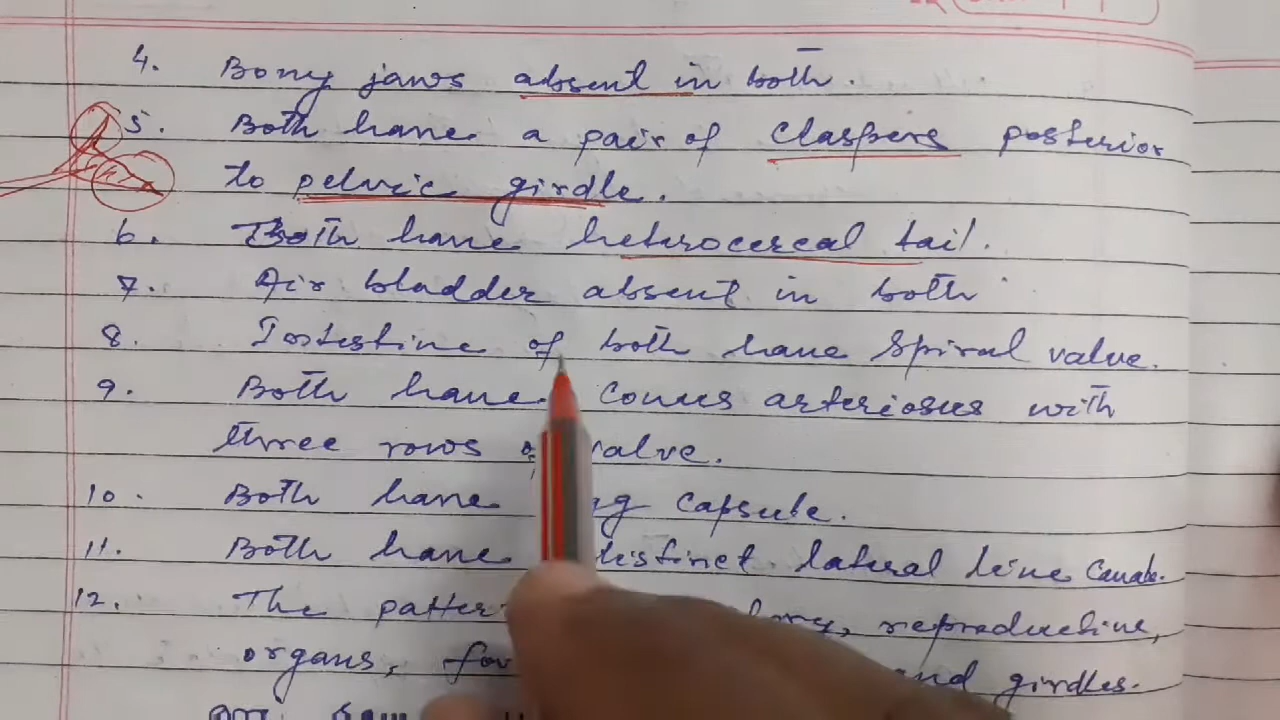 4. Bony jaws absent in both.
5. Both have a pair of claspers posterior
to pelvic girdle.
6. Both have heterocercal tail.
7. Air bladder absent in both
8. Intestine of both have Spiral valve.
9. Both have conus arteriosus with
three rows of valve.
10. Both have capsule.
11. Both have distinct lateral line canals.
12. The reproductive,
organs, and girdles.